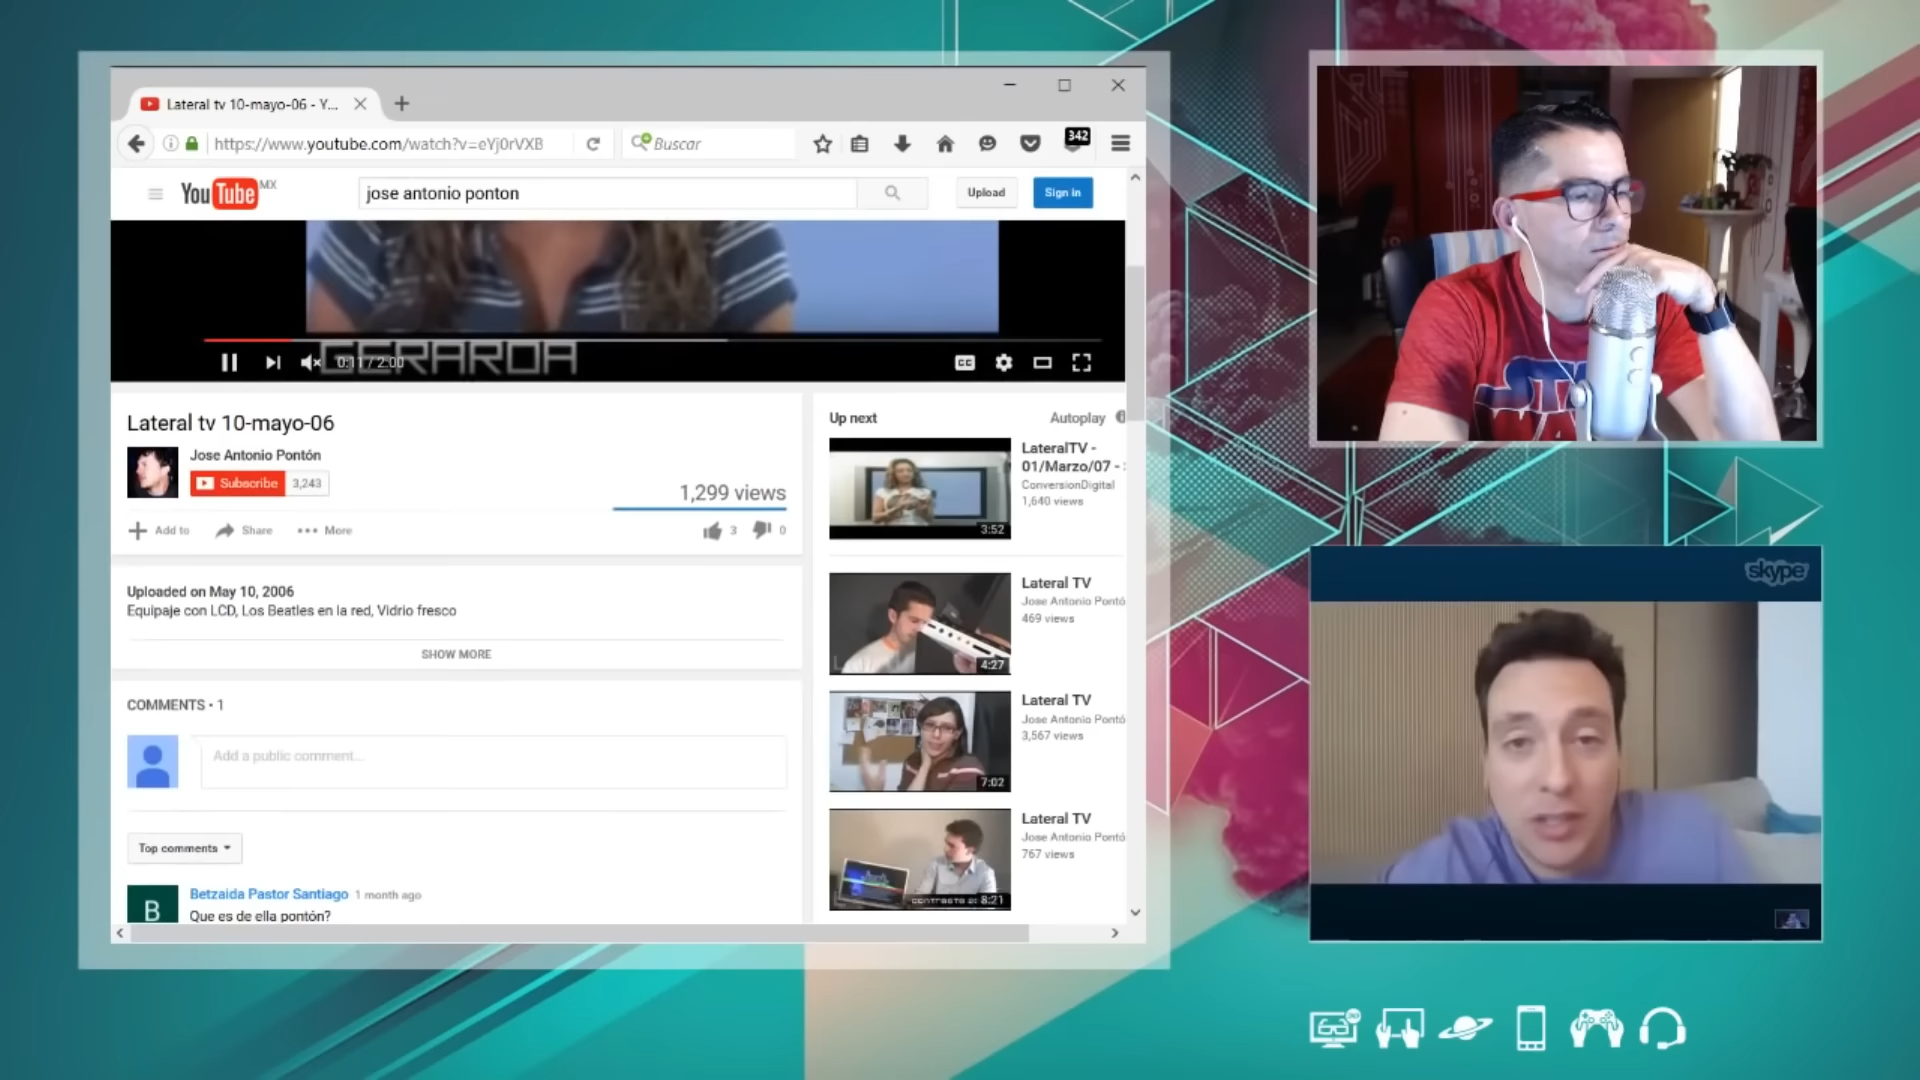 Lateral tv 10-mayo-06 - Y...
https://www.youtube.com/watch?v=eYj0rVXB
Buscar
342
YouTube MX
jose antonio ponton
Upload
Sign in
GERARDA
0:11 / 2:00
CC
Lateral tv 10-mayo-06
Jose Antonio Pontón
Subscribe
3,243
1,299 views
Add to
Share
More
3
0
Uploaded on May 10, 2006
Equipaje con LCD, Los Beatles en la red, Vidrio fresco
SHOW MORE
COMMENTS • 1
Add a public comment...
Top comments
B
Betzaida Pastor Santiago 1 month ago
Que es de ella pontón?
Up next
Autoplay
LateralTV -
01/Marzo/07 -
ConversionDigital
1,640 views
3:52
Lateral TV
Jose Antonio Pontó
469 views
4:27
Lateral TV
Jose Antonio Pontó
3,567 views
7:02
Lateral TV
Jose Antonio Pontó
767 views
8:21
skype